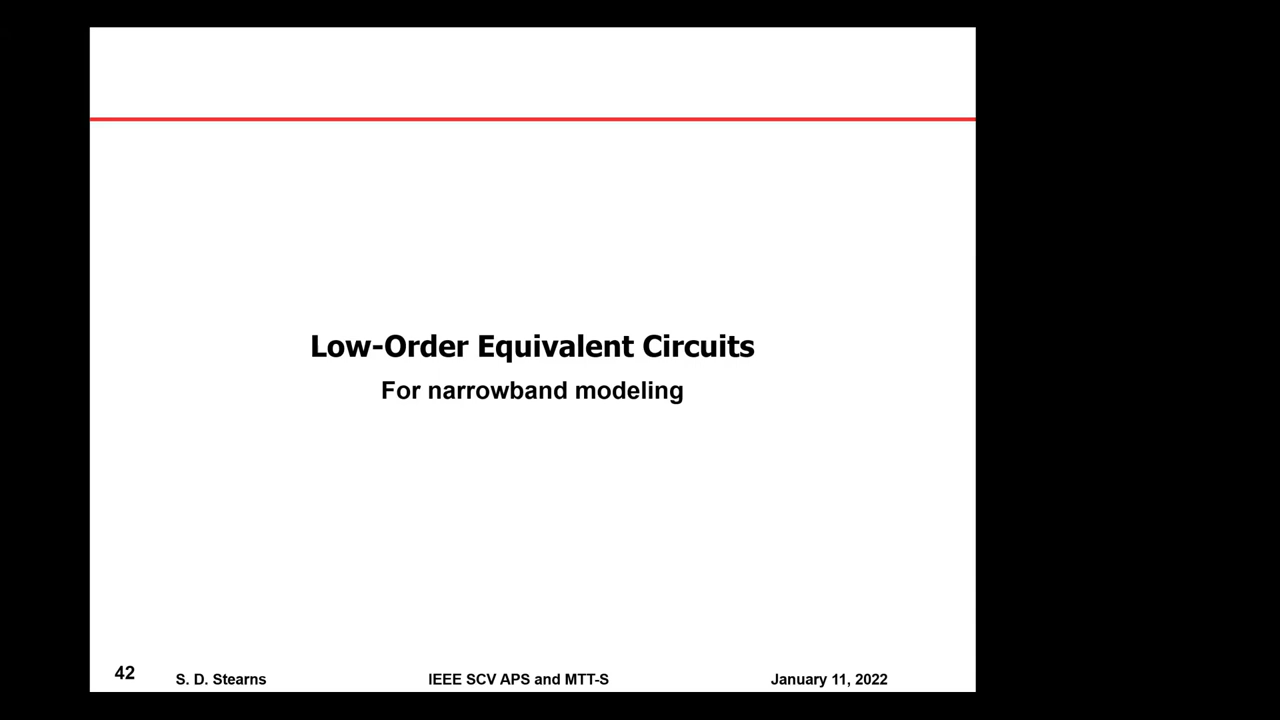 Low-Order Equivalent Circuits
For narrowband modeling
42 S. D. Stearns IEEE SCV APS and MTT-S January 11, 2022